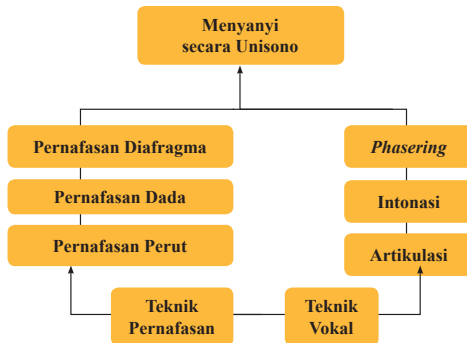 Menyanyi
secara Unisono
Pernafasan Diafragma
Phasering
Pernafasan Dada
Intonasi
Pernafasan Perut
Artikulasi
Teknik
Pernafasan
Teknik
Vokal